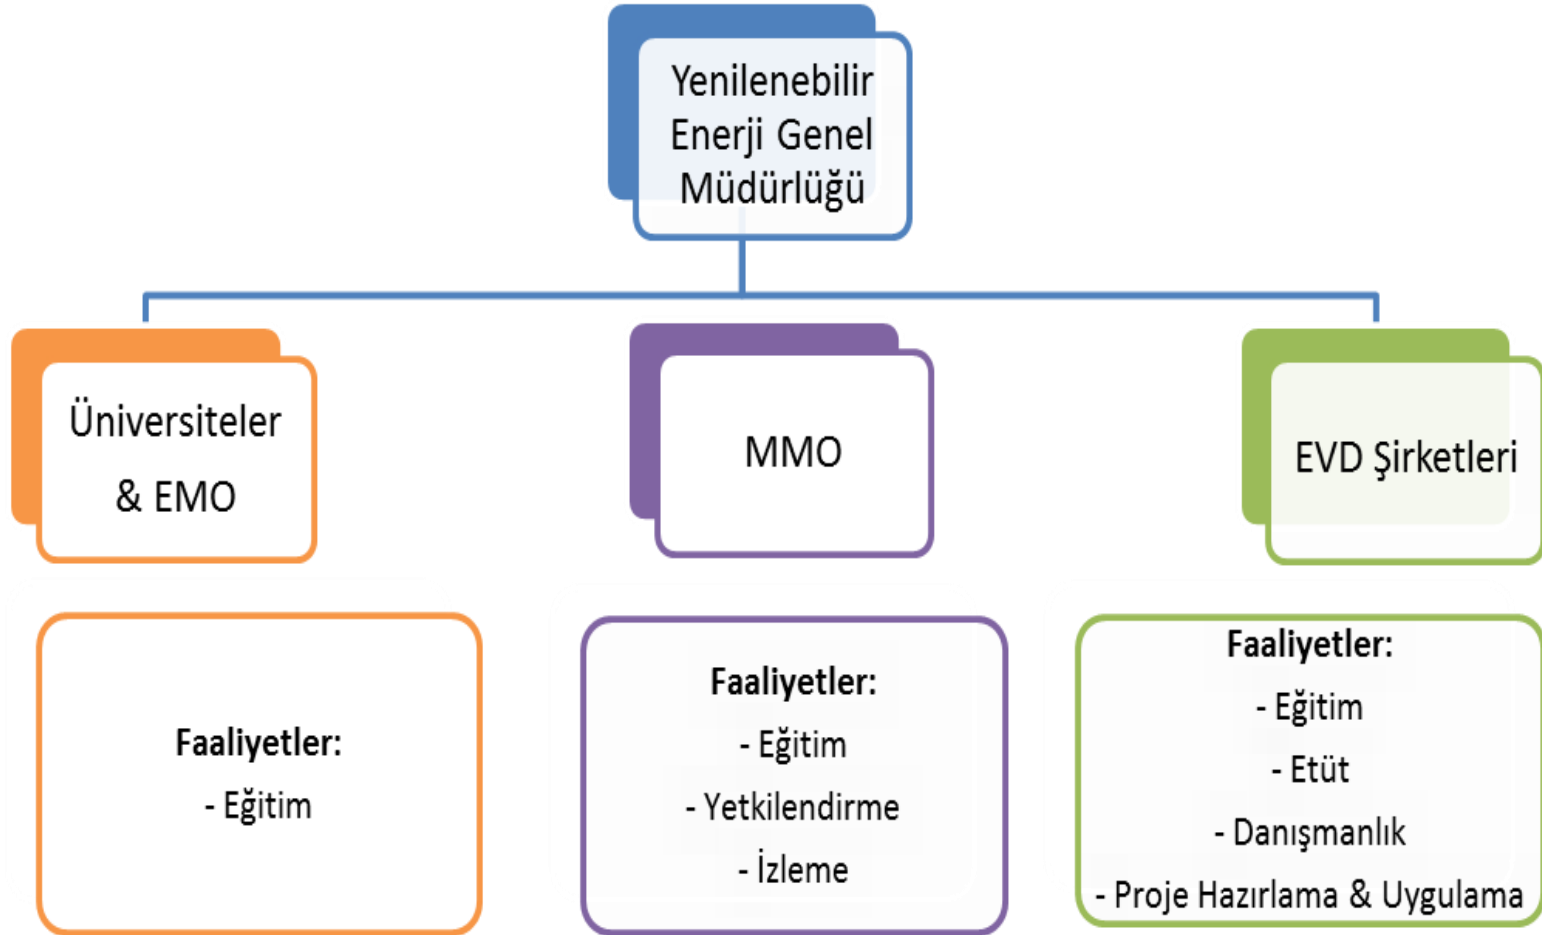 Yenilenebilir
Enerji Genel
Müdürlüğü
Üniversiteler
& EMO
MMO
EVD Şirketleri
Faaliyetler:
- Eğitim
Faaliyetler:
- Eğitim
- Yetkilendirme
- İzleme
Faaliyetler:
- Eğitim
- Etüt
- Danışmanlık
- Proje Hazırlama & Uygulama